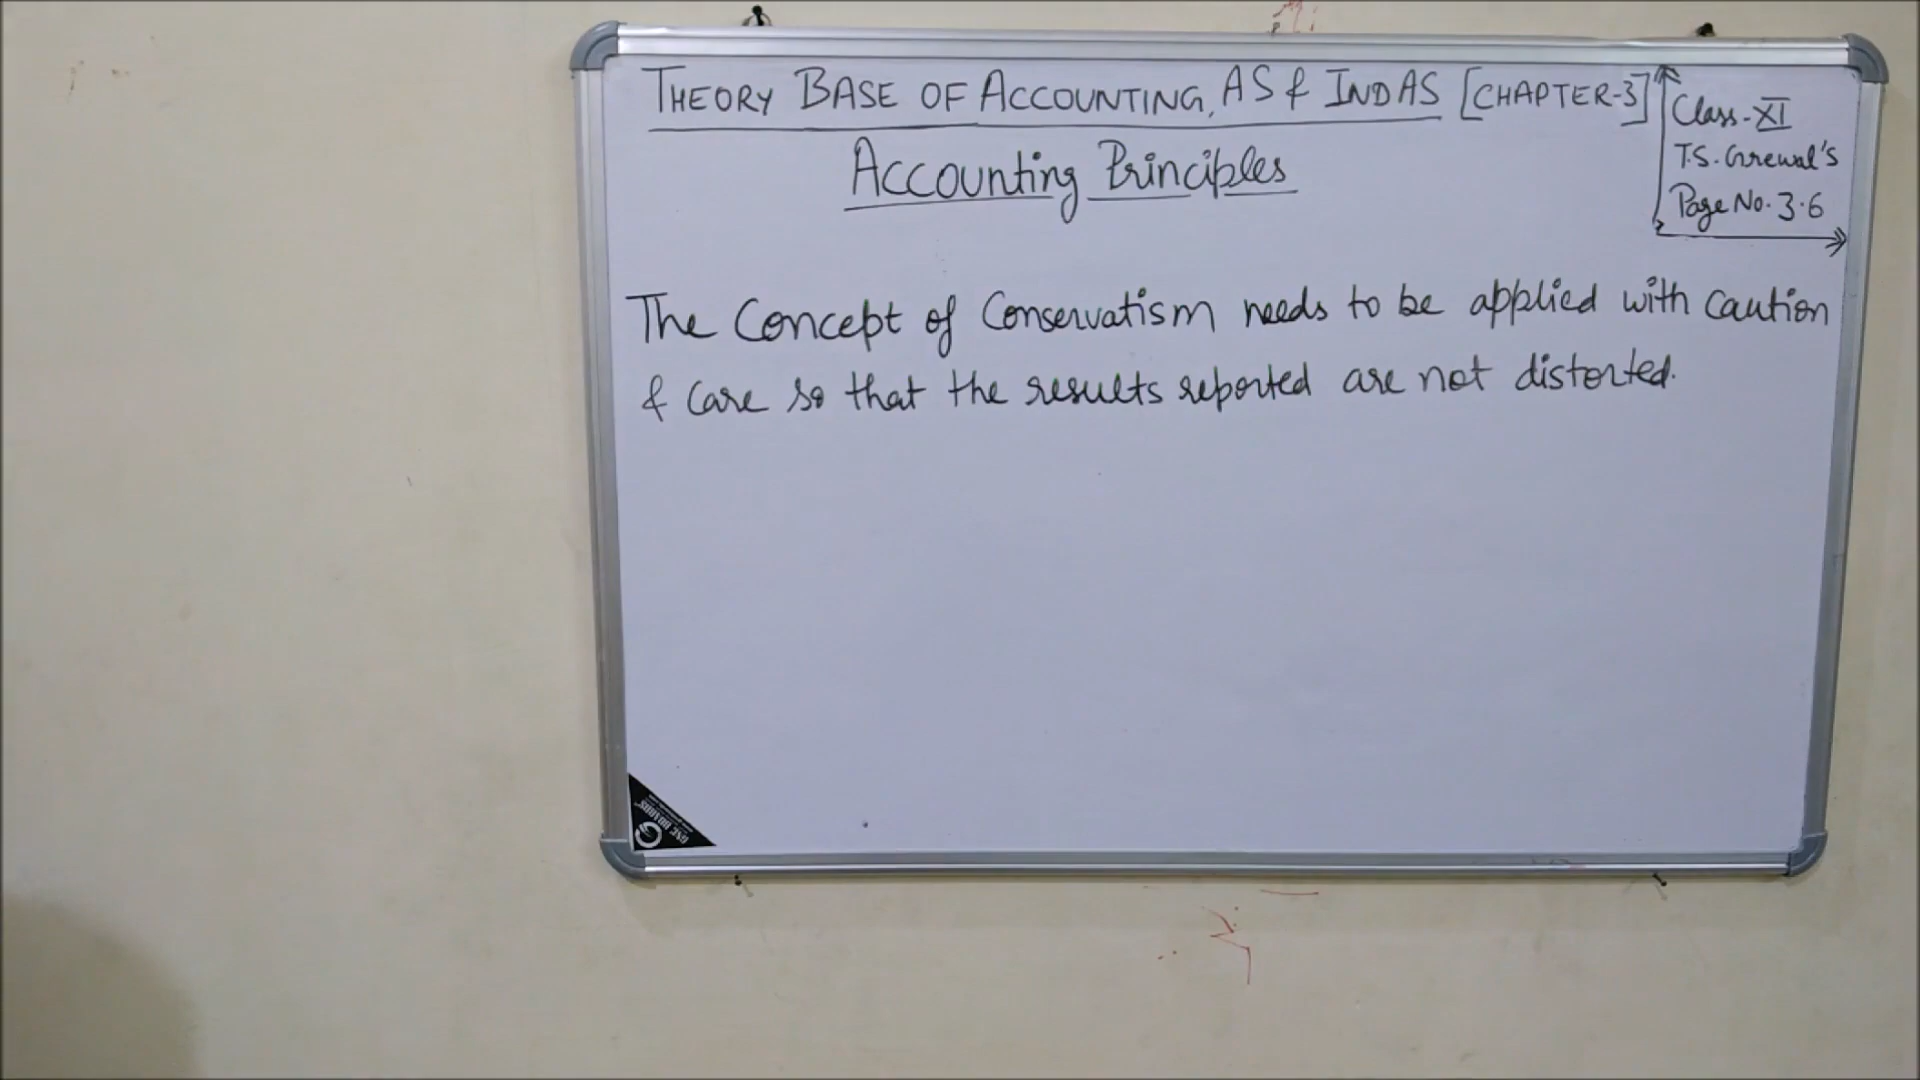 THEORY BASE OF ACCOUNTING, AS & IND AS [CHAPTER-3]
Accounting Principles
Class-XI
T.S. Grewal's
Page No. 3.6
The Concept of Conservatism needs to be applied with caution
& care so that the results reported are not distorted.